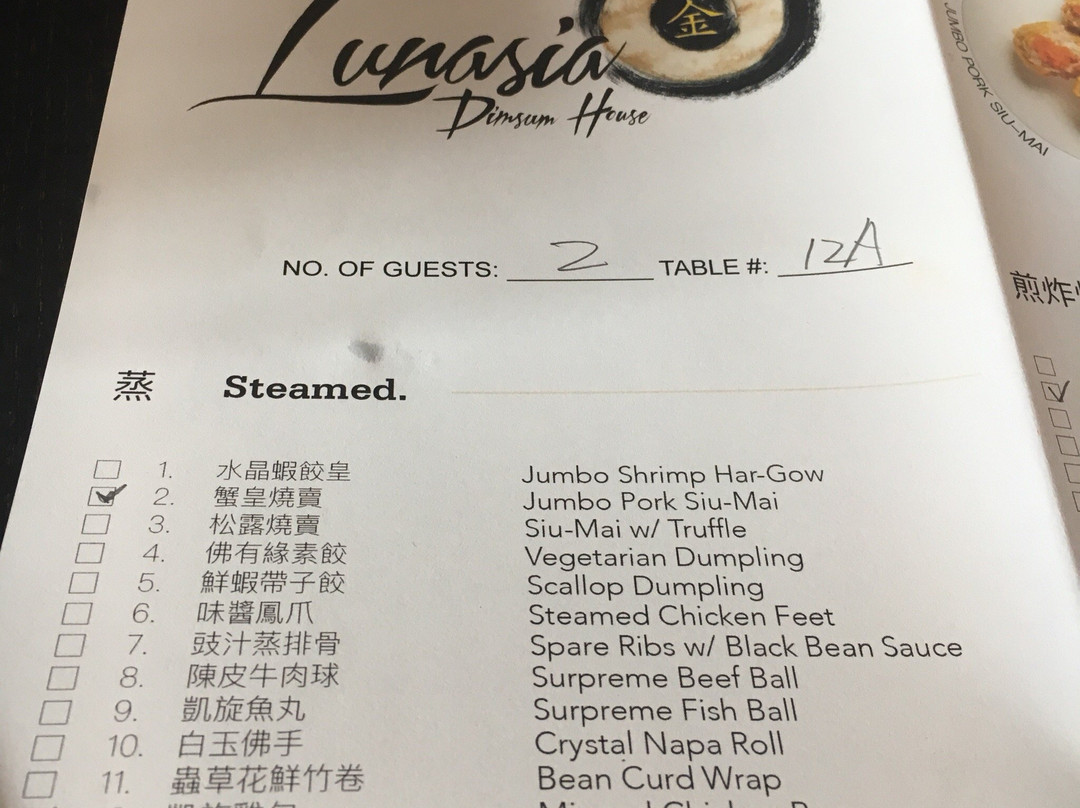 金
Lunasia
Dimsum House
JUMBO PORK SIU-MAI
NO. OF GUESTS: 2 TABLE #: 12A
煎炸
蒸 Steamed.
1. 水晶蝦餃皇 Jumbo Shrimp Har-Gow
2. 蟹皇燒賣 Jumbo Pork Siu-Mai
3. 松露燒賣 Siu-Mai w/ Truffle
4. 佛有緣素餃 Vegetarian Dumpling
5. 鮮蝦帶子餃 Scallop Dumpling
6. 味醬鳳爪 Steamed Chicken Feet
7. 豉汁蒸排骨 Spare Ribs w/ Black Bean Sauce
8. 陳皮牛肉球 Surpreme Beef Ball
9. 凱旋魚丸 Surpreme Fish Ball
10. 白玉佛手 Crystal Napa Roll
11. 蟲草花鮮竹卷 Bean Curd Wrap